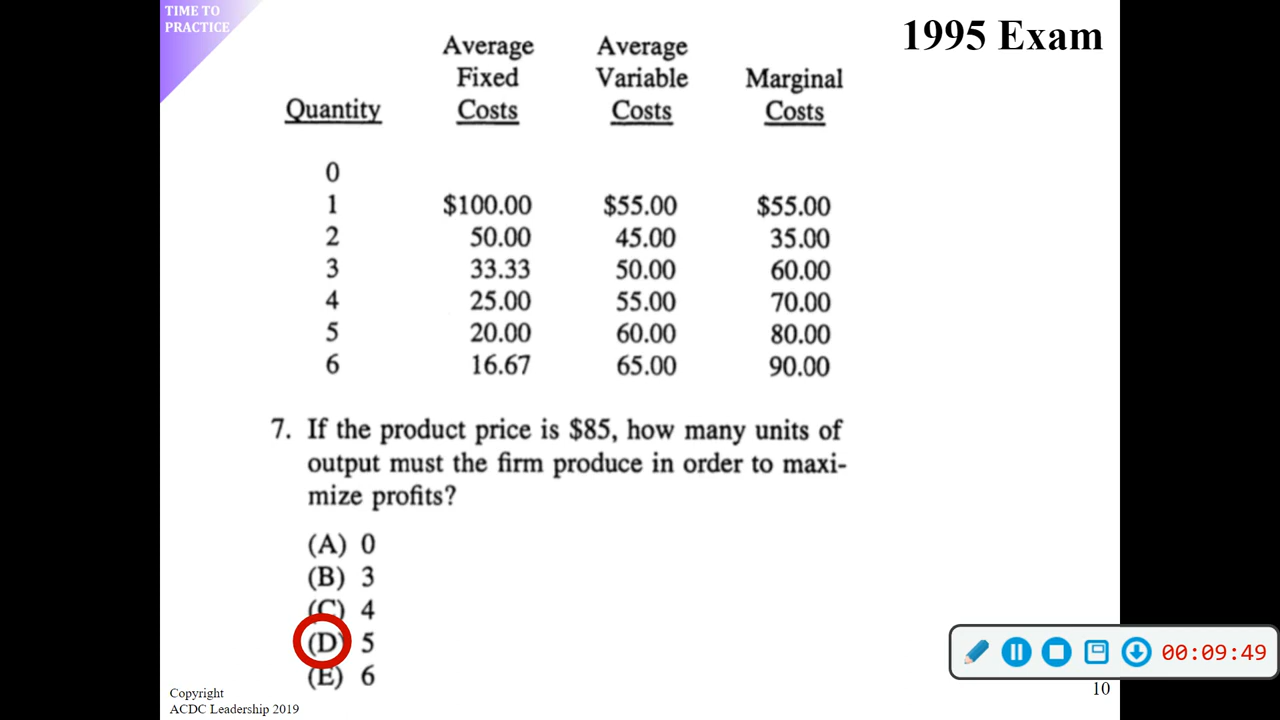 TIME TO
PRACTICE
1995 Exam
Average Average
Fixed Variable Marginal
Quantity Costs Costs Costs
0
1 $100.00 $55.00 $55.00
2 50.00 45.00 35.00
3 33.33 50.00 60.00
4 25.00 55.00 70.00
5 20.00 60.00 80.00
6 16.67 65.00 90.00
7. If the product price is $85, how many units of
output must the firm produce in order to maxi-
mize profits?
(A) 0
(B) 3
(C) 4
(D) 5
(E) 6
00:09:49
Copyright
ACDC Leadership 2019
10